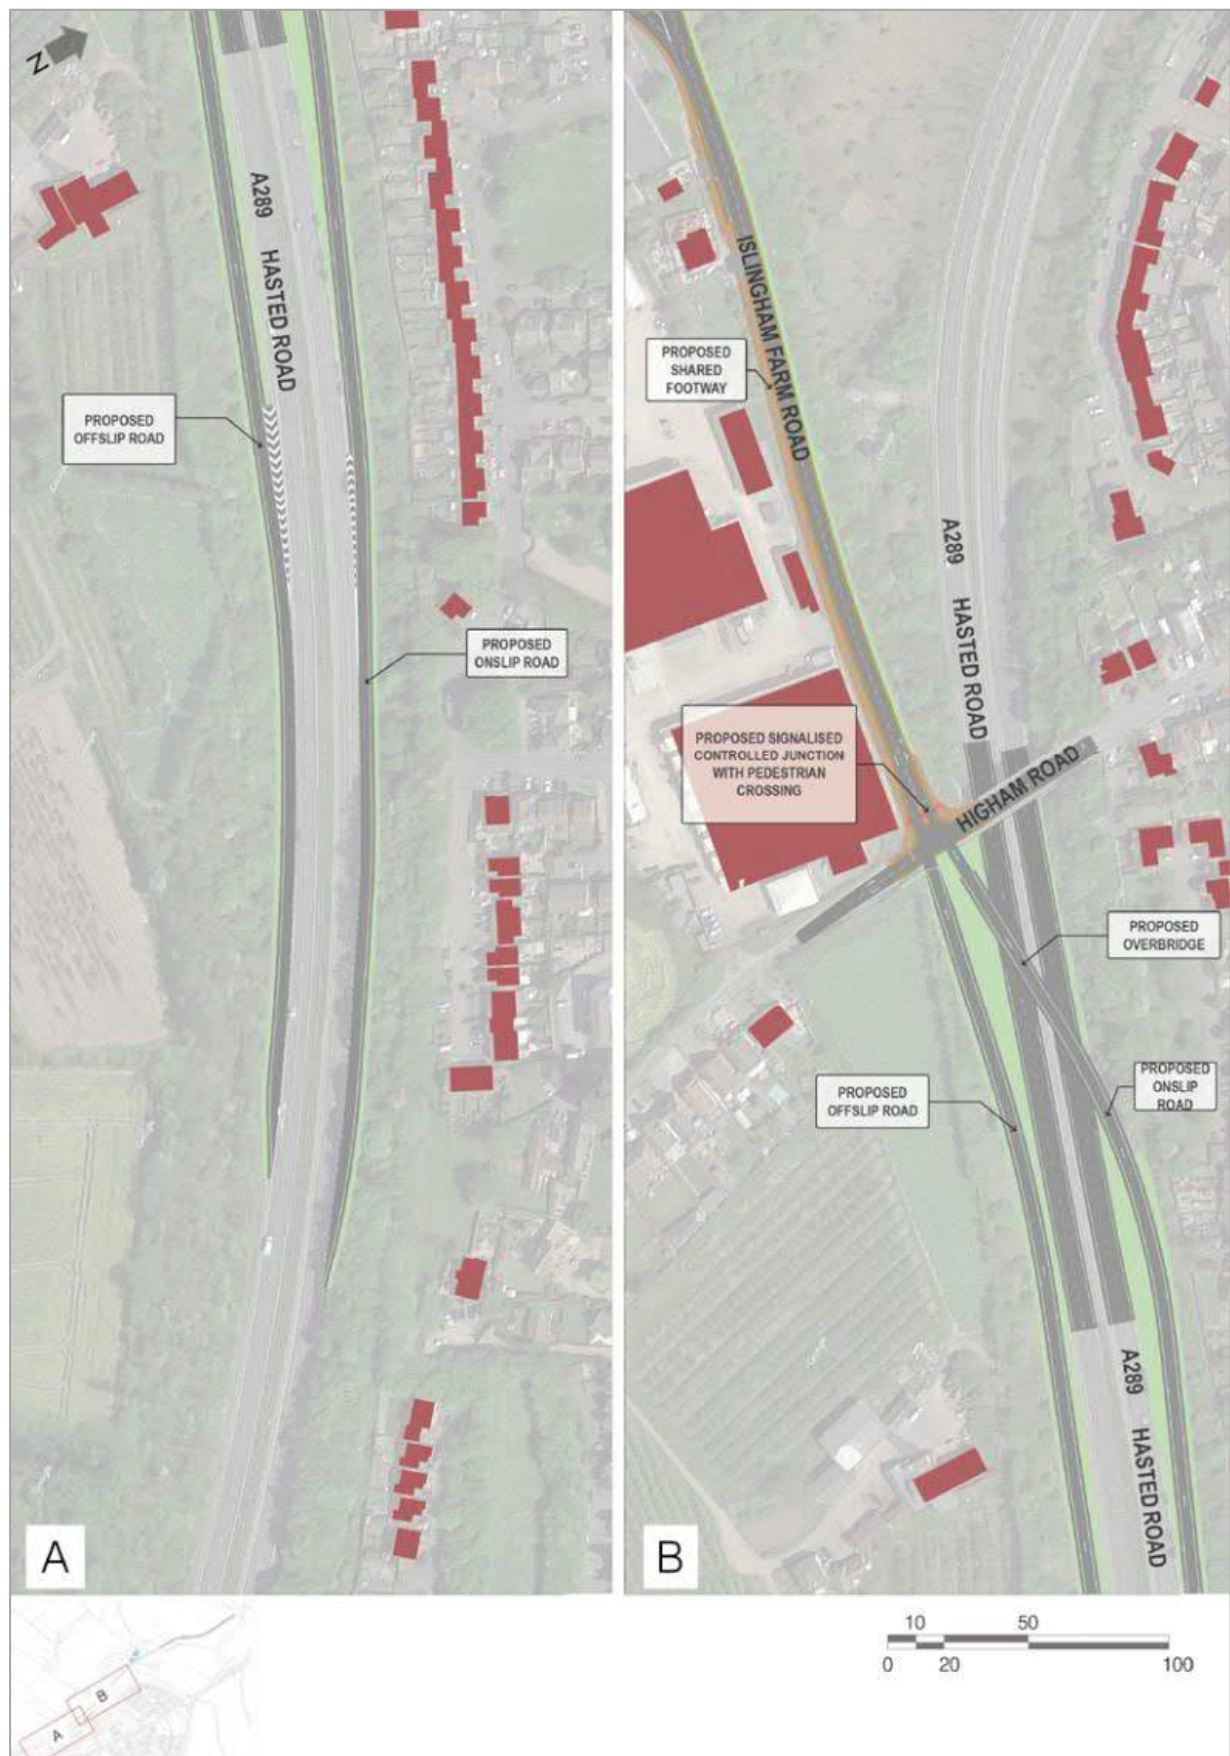 N
A289
HASTED ROAD
PROPOSED
OFFSLIP ROAD
PROPOSED
ONSLIP ROAD
A
ISLINGHAM FARM ROAD
PROPOSED
SHARED
FOOTWAY
A289
HASTED ROAD
PROPOSED SIGNALISED
CONTROLLED JUNCTION
WITH PEDESTRIAN
CROSSING
HIGHAM ROAD
PROPOSED
OVERBRIDGE
PROPOSED
OFFSLIP ROAD
PROPOSED
ONSLIP
ROAD
A289
HASTED ROAD
B
B
A
10 50
0 20 100